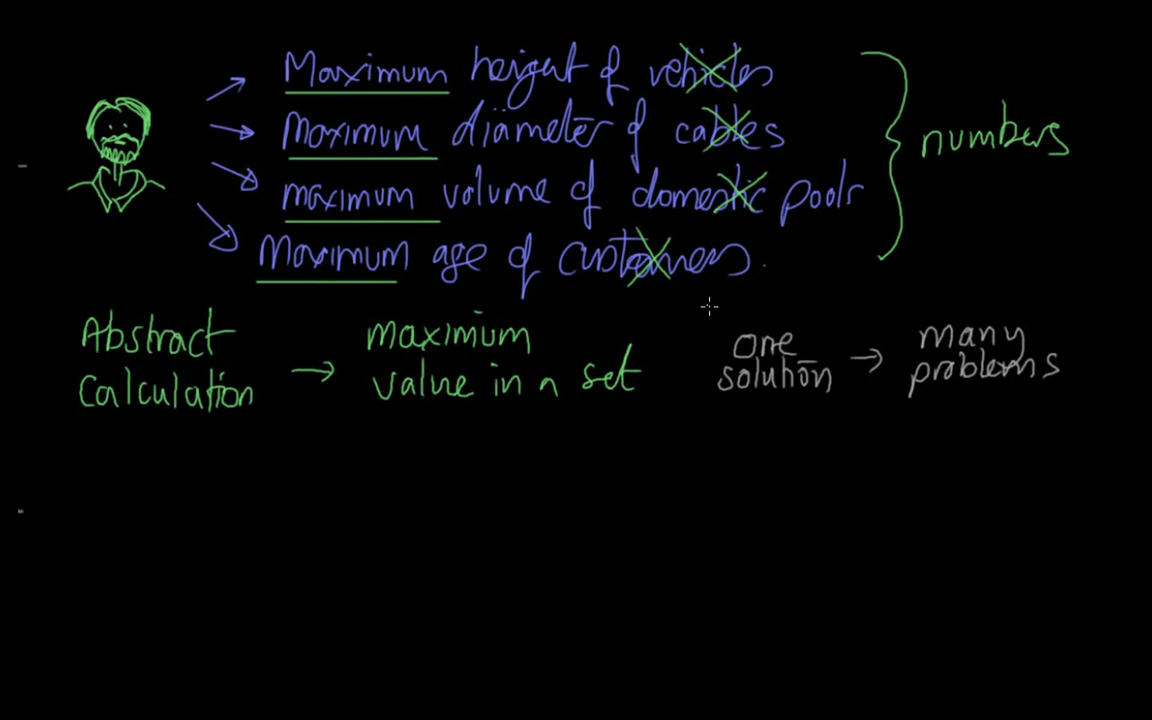 Maximum height of vehicles
Maximum diameter of cables
maximum volume of domestic pools
Maximum age of customers.
numbers
Abstract
Calculation
maximum
value in a set
one
solution
many
problems